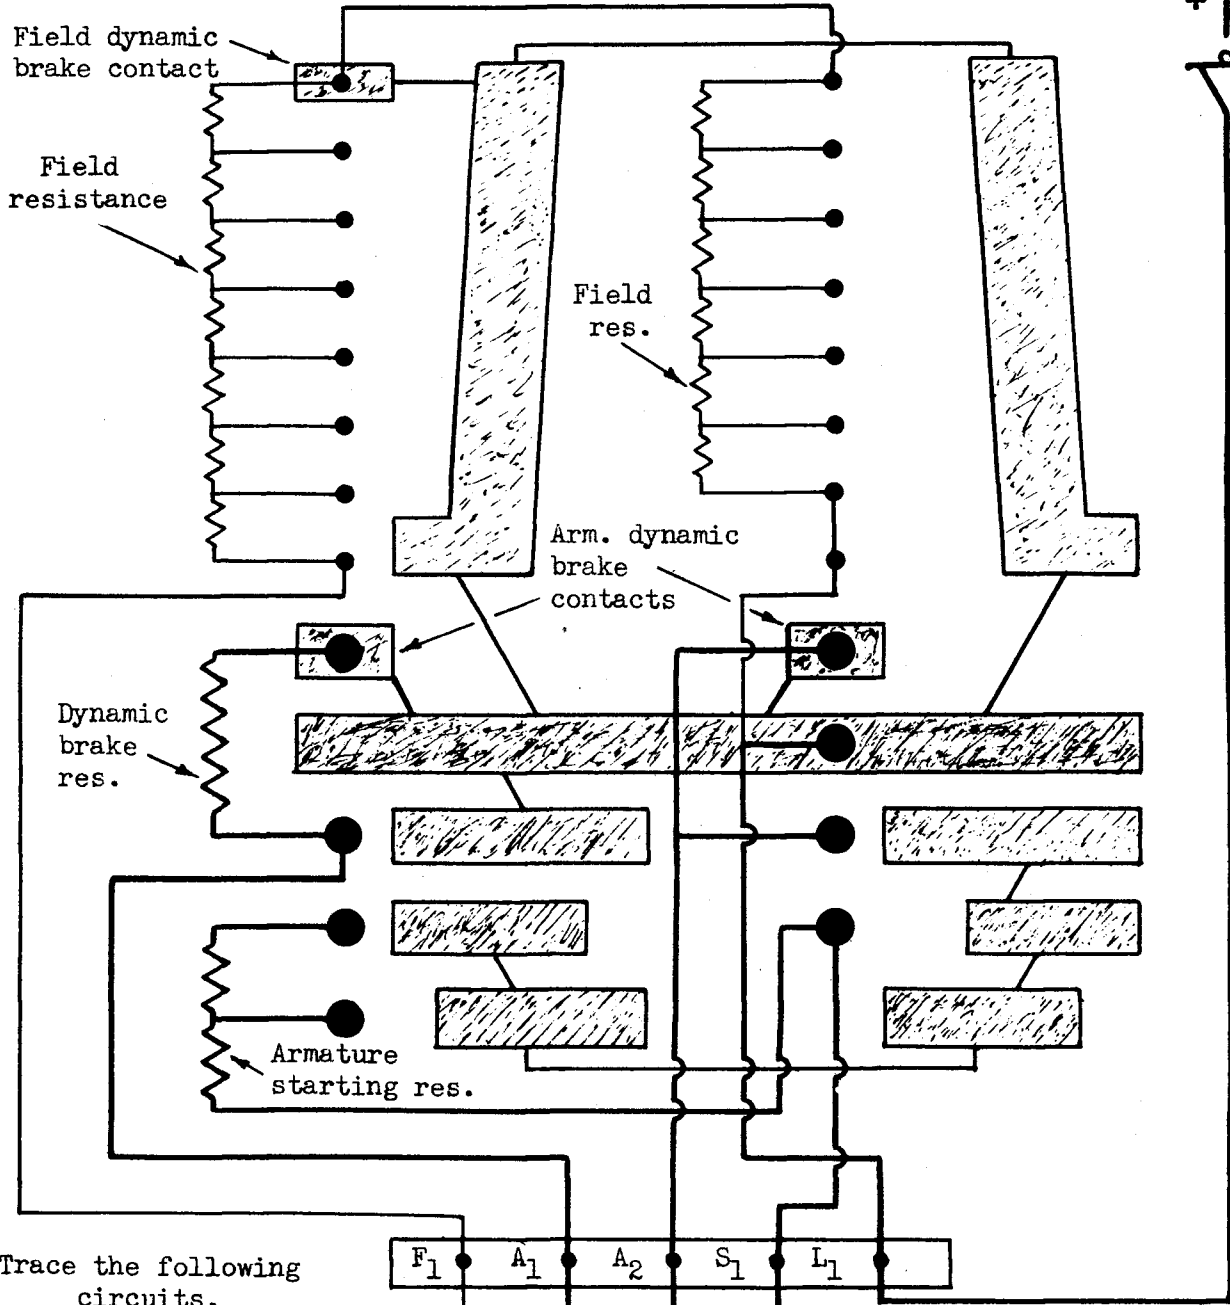 +
Field dynamic
brake contact
Field
resistance
Field
res.
Arm. dynamic
brake
contacts
Dynamic
brake
res.
Armature
starting res.
F1 A1 A2 S1 L1
Trace the following
circuits.